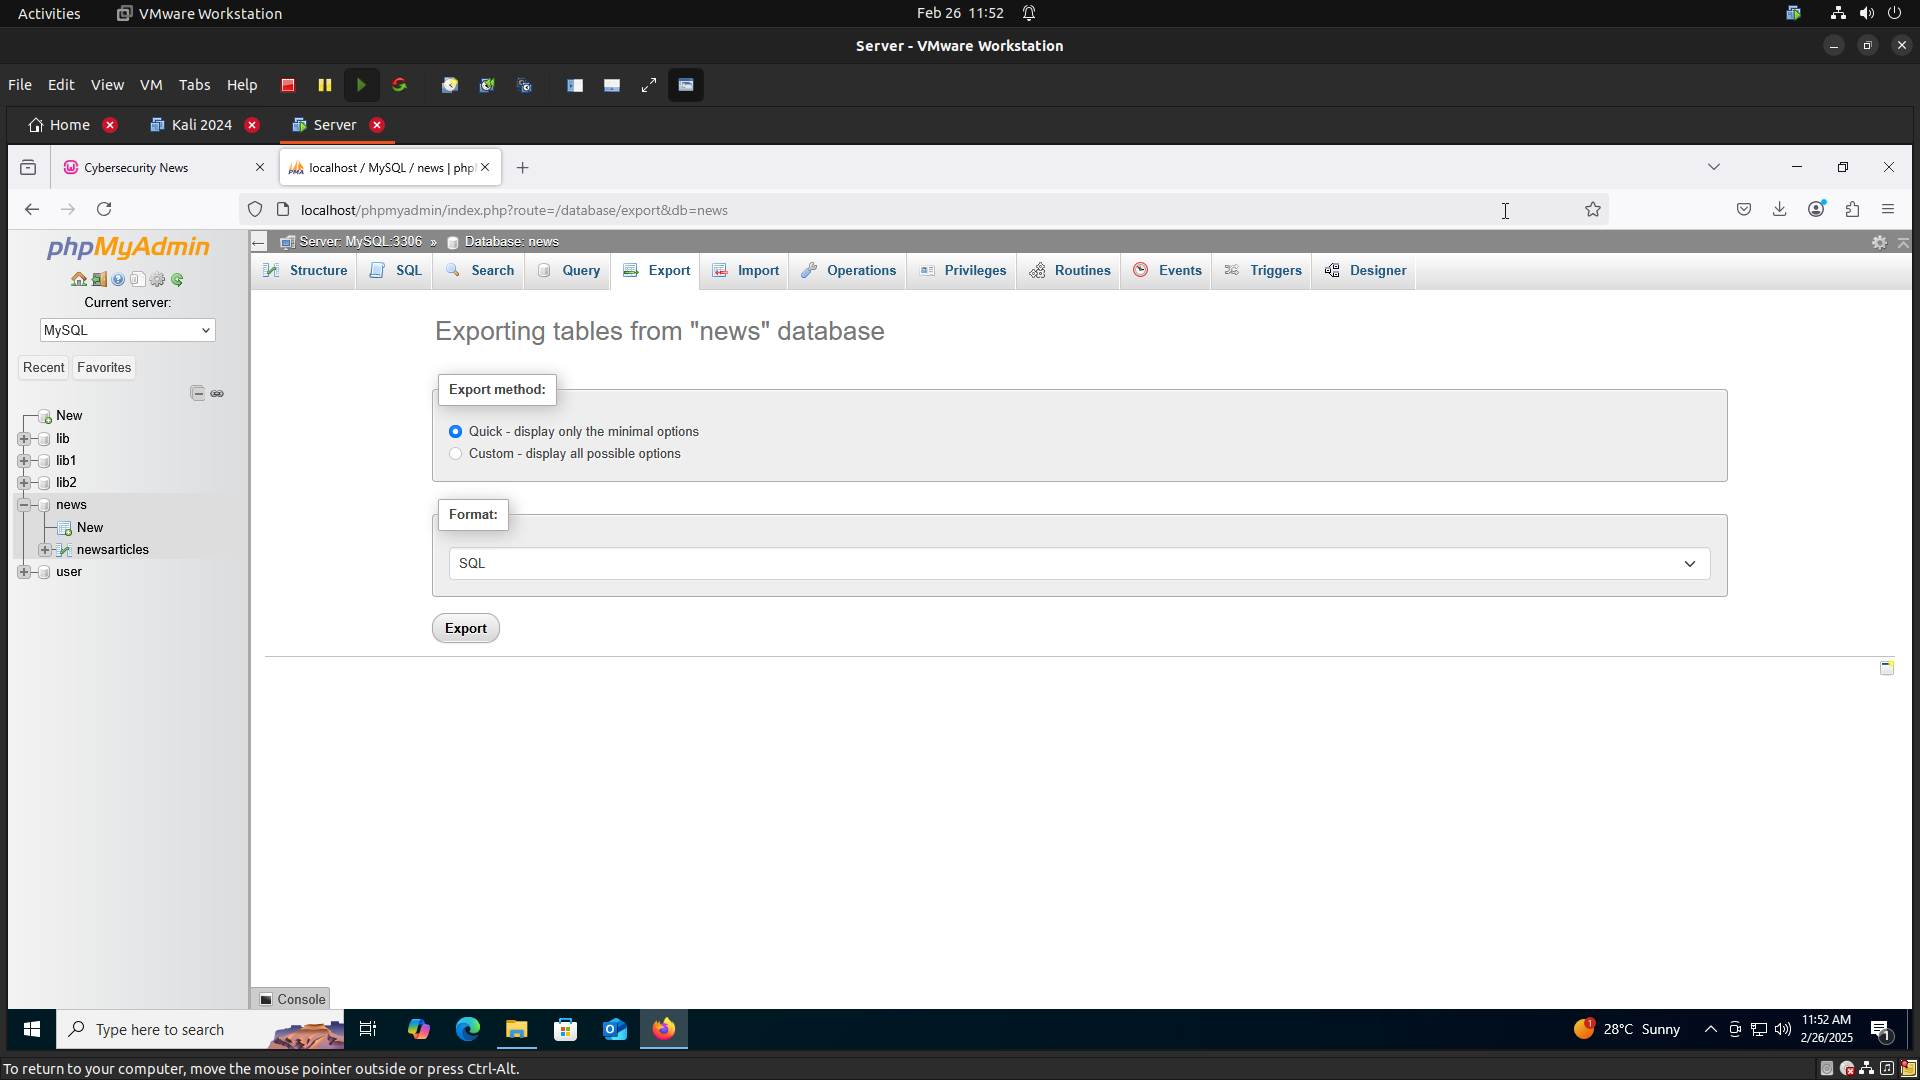 Activities
VMware Workstation
Feb 26 11:52
Server - VMware Workstation
File
Edit
View
VM
Tabs
Help
Home
Kali 2024
Server
Cybersecurity News
localhost / MySQL / news | php
localhost/phpmyadmin/index.php?route=/database/export&db=news
phpMyAdmin
Server: MySQL:3306 » Database: news
Structure
SQL
Search
Query
Export
Import
Operations
Privileges
Routines
Events
Triggers
Designer
Current server:
MySQL
Recent
Favorites
New
lib
lib1
lib2
news
New
newsarticles
user
Exporting tables from "news" database
Export method:
Quick - display only the minimal options
Custom - display all possible options
Format:
SQL
Export
Console
Type here to search
28°C Sunny
11:52 AM
2/26/2025
To return to your computer, move the mouse pointer outside or press Ctrl-Alt.